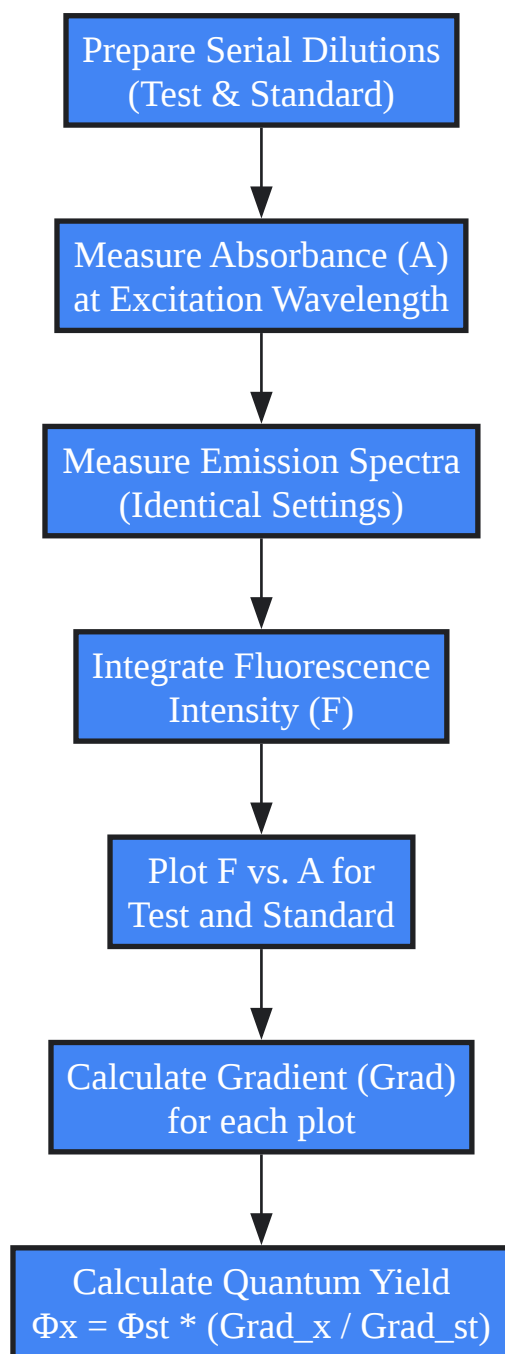 Prepare Serial Dilutions
(Test & Standard)
Measure Absorbance (A)
at Excitation Wavelength
Measure Emission Spectra
(Identical Settings)
Integrate Fluorescence
Intensity (F)
Plot F vs. A for
Test and Standard
Calculate Gradient (Grad)
for each plot
Calculate Quantum Yield
Φx = Φst * (Grad_x / Grad_st)